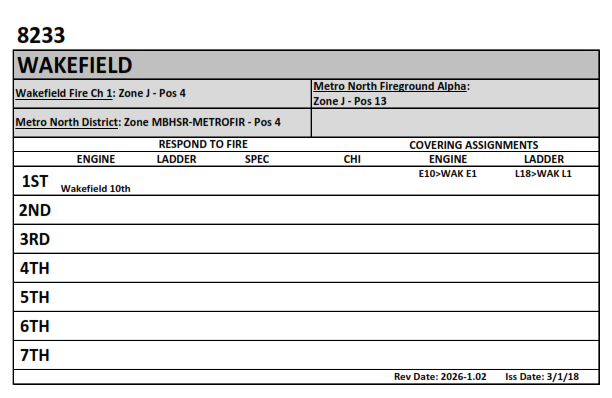 8233
WAKEFIELD
Wakefield Fire Ch 1: Zone J - Pos 4
Metro North Fireground Alpha:
Zone J - Pos 13
Metro North District: Zone MBHSR-METROFIR - Pos 4
RESPOND TO FIRE COVERING ASSIGNMENTS
ENGINE LADDER SPEC CHI ENGINE LADDER
1ST E10>WAK E1 L18>WAK L1
Wakefield 10th
2ND
3RD
4TH
5TH
6TH
7TH
Rev Date: 2026-1.02 Iss Date: 3/1/18